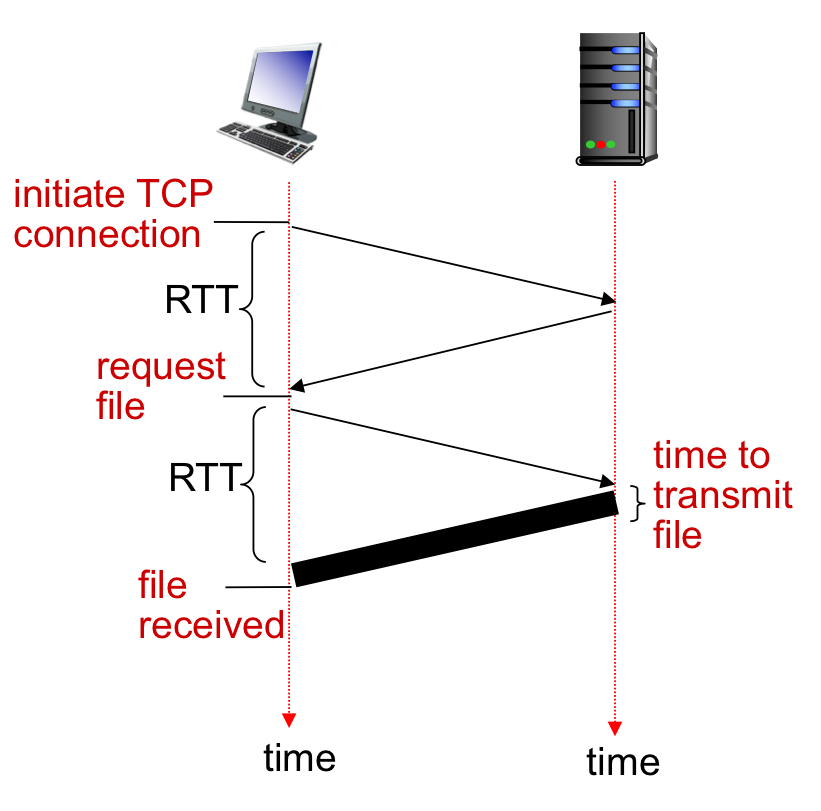 initiate TCP
connection
RTT
request
file
RTT
time to
transmit
file
file
received
time
time